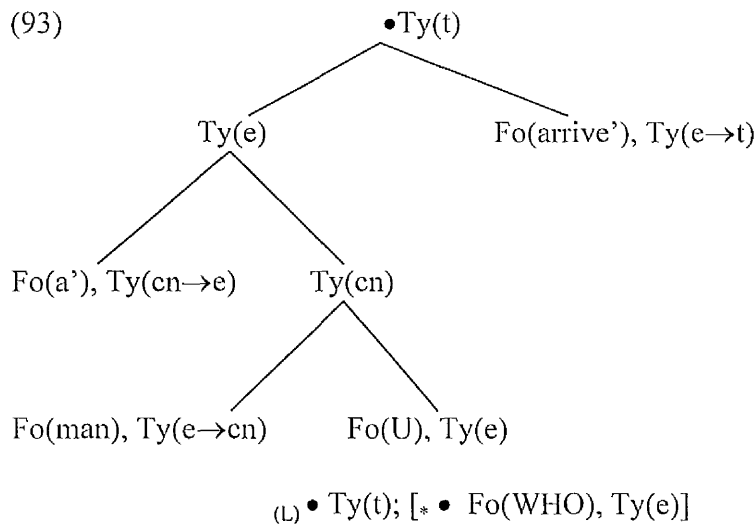 (93) •Ty(t)
Ty(e) Fo(arrive’), Ty(e→t)
Fo(a’), Ty(cn→e) Ty(cn)
Fo(man), Ty(e→cn) Fo(U), Ty(e)
(L) • Ty(t); [* • Fo(WHO), Ty(e)]